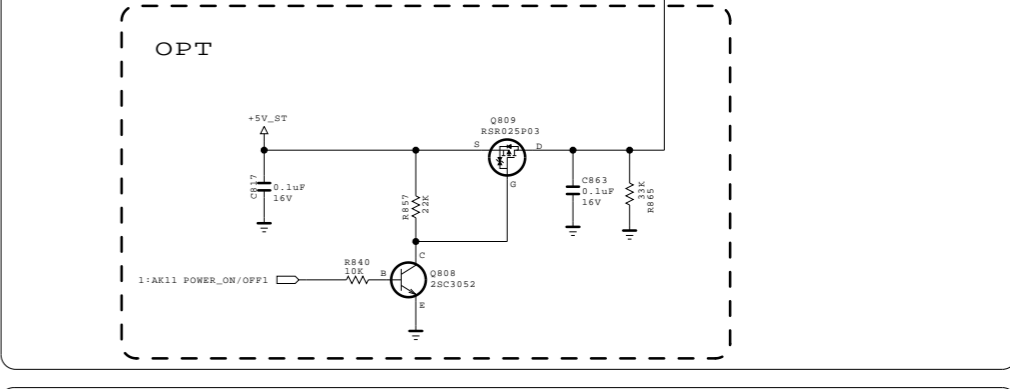 OPT
+5V_ST
Q809
RSR025P03
S
D
G
C817
0.1uF
16V
R857
22K
C863
0.1uF
16V
33K
R865
C
R840
10K
B
Q808
2SC3052
1:AK11 POWER_ON/OFF1
E